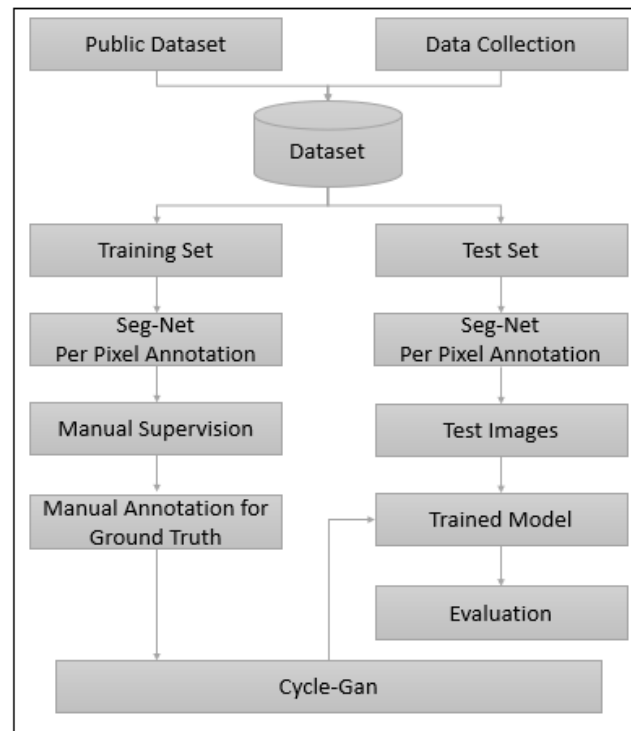 Public Dataset
Data Collection
Dataset
Training Set
Test Set
Seg-Net
Per Pixel Annotation
Seg-Net
Per Pixel Annotation
Manual Supervision
Test Images
Manual Annotation for
Ground Truth
Trained Model
Evaluation
Cycle-Gan